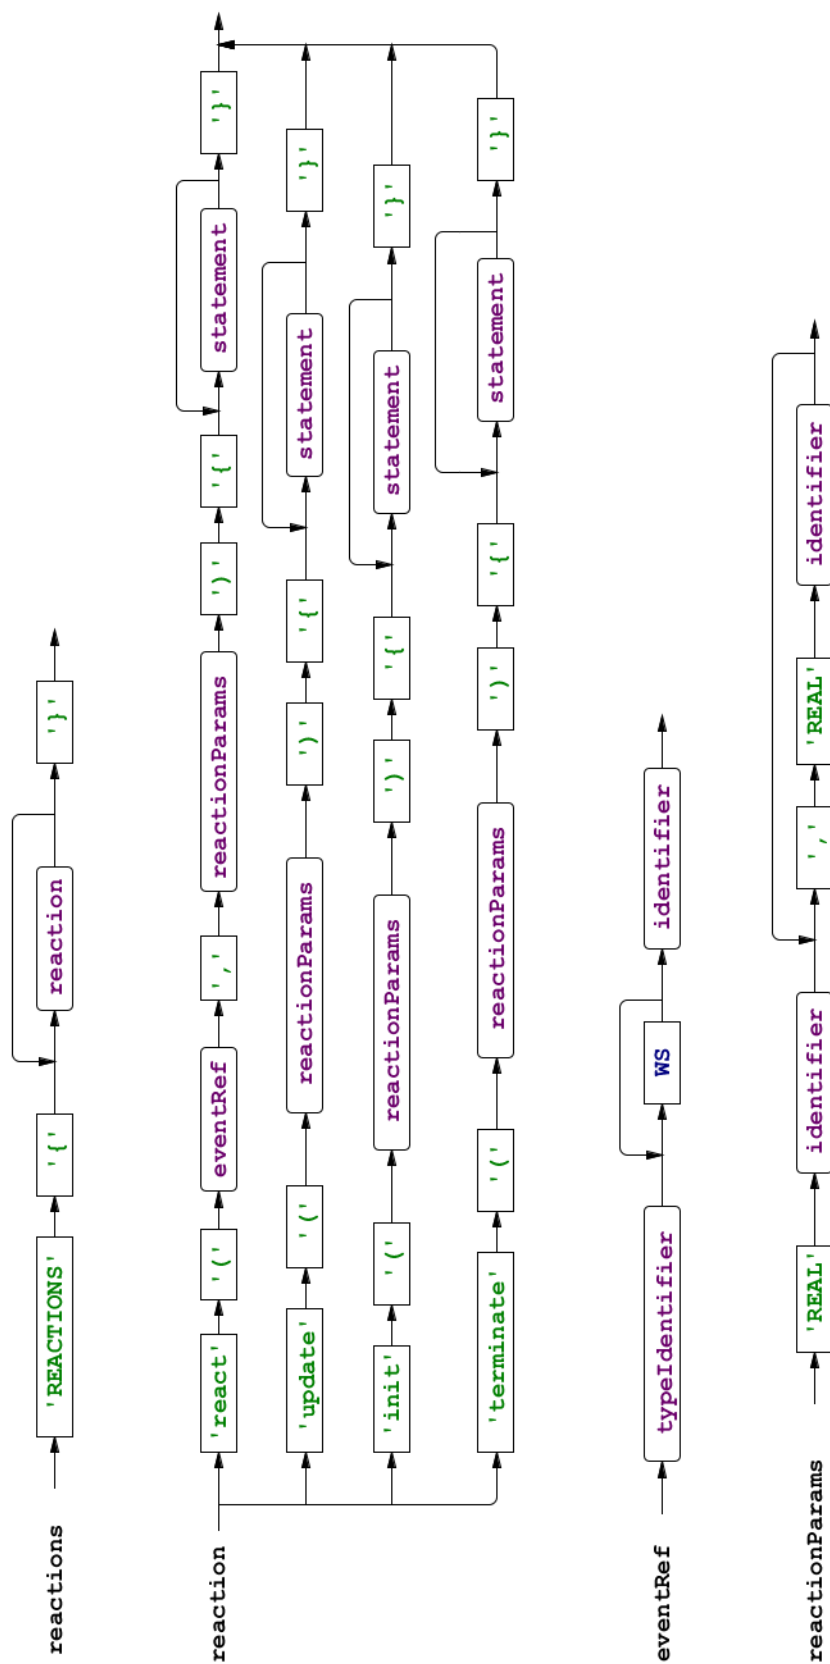 reactions
'REACTIONS' '{' reaction '}'
reaction
'react' '(' eventRef ',' reactionParams ')' '{' statement '}'
'update' '(' reactionParams ')' '{' statement '}'
'init' '(' reactionParams ')' '{' statement '}'
'terminate' '(' reactionParams ')' '{' statement '}'
eventRef
typeIdentifier WS identifier
reactionParams
'REAL' identifier ',' 'REAL' identifier